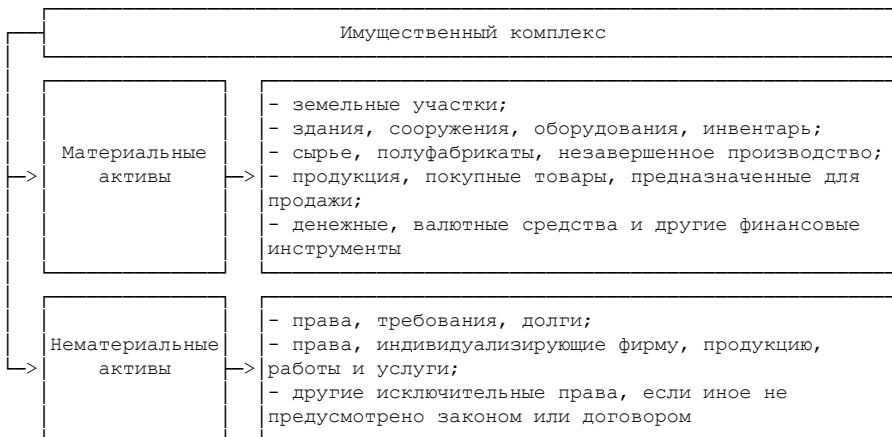 Имущественный комплекс
Материальные
активы
- земельные участки;
- здания, сооружения, оборудования, инвентарь;
- сырье, полуфабрикаты, незавершенное производство;
- продукция, покупные товары, предназначенные для
продажи;
- денежные, валютные средства и другие финансовые
инструменты
Нематериальные
активы
- права, требования, долги;
- права, индивидуализирующие фирму, продукцию,
работы и услуги;
- другие исключительные права, если иное не
предусмотрено законом или договором